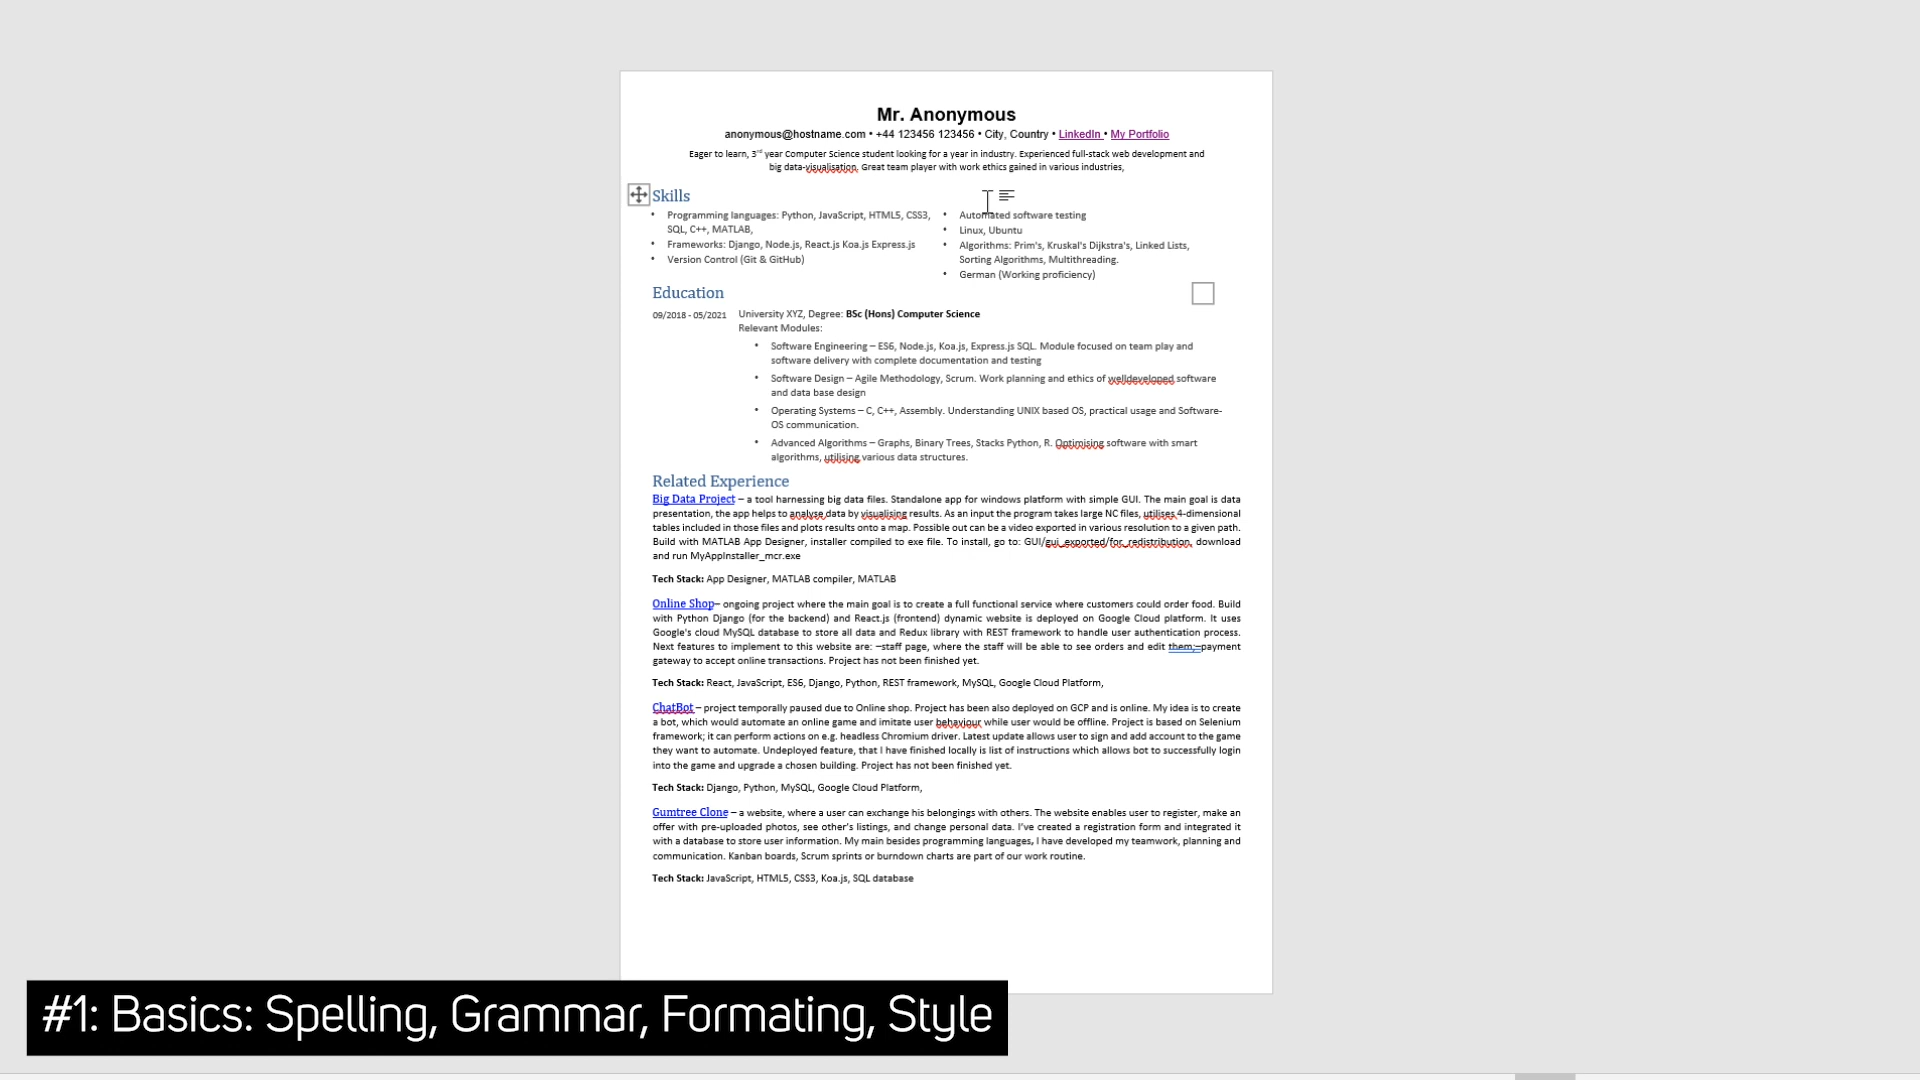 Mr. Anonymous
anonymous@hostname.com • +44 123456 123456 • City, Country • LinkedIn • My Portfolio
Eager to learn, 3rd year Computer Science student looking for a year in industry. Experienced full-stack web development and
big data-visualisation. Great team player with work ethics gained in various industries,
Skills
• Programming languages: Python, JavaScript, HTML5, CSS3,
SQL, C++, MATLAB,
• Frameworks: Django, Node.js, React.js Koa.js Express.js
• Version Control (Git & GitHub)
• Automated software testing
• Linux, Ubuntu
• Algorithms: Prim's, Kruskal's Dijkstra's, Linked Lists,
Sorting Algorithms, Multithreading.
• German (Working proficiency)
Education
09/2018 - 05/2021 University XYZ, Degree: BSc (Hons) Computer Science
Relevant Modules:
• Software Engineering – ES6, Node.js, Koa.js, Express.js SQL. Module focused on team play and
software delivery with complete documentation and testing
• Software Design – Agile Methodology, Scrum. Work planning and ethics of welldeveloped software
and data base design
• Operating Systems – C, C++, Assembly. Understanding UNIX based OS, practical usage and Software-
OS communication.
• Advanced Algorithms – Graphs, Binary Trees, Stacks Python, R. Optimising software with smart
algorithms, utilising various data structures.
Related Experience
Big Data Project – a tool harnessing big data files. Standalone app for windows platform with simple GUI. The main goal is data
presentation, the app helps to analyse data by visualising results. As an input the program takes large NC files, utilises 4-dimensional
tables included in those files and plots results onto a map. Possible out can be a video exported in various resolution to a given path.
Build with MATLAB App Designer, installer compiled to exe file. To install, go to: GUI/gui_exported/for_redistribution, download
and run MyAppInstaller_mcr.exe
Tech Stack: App Designer, MATLAB compiler, MATLAB
Online Shop– ongoing project where the main goal is to create a full functional service where customers could order food. Build
with Python Django (for the backend) and React.js (frontend) dynamic website is deployed on Google Cloud platform. It uses
Google's cloud MySQL database to store all data and Redux library with REST framework to handle user authentication process.
Next features to implement to this website are: –staff page, where the staff will be able to see orders and edit them;–payment
gateway to accept online transactions. Project has not been finished yet.
Tech Stack: React, JavaScript, ES6, Django, Python, REST framework, MySQL, Google Cloud Platform,
ChatBot – project temporally paused due to Online shop. Project has been also deployed on GCP and is online. My idea is to create
a bot, which would automate an online game and imitate user behaviour while user would be offline. Project is based on Selenium
framework; it can perform actions on e.g. headless Chromium driver. Latest update allows user to sign and add account to the game
they want to automate. Undeployed feature, that I have finished locally is list of instructions which allows bot to successfully login
into the game and upgrade a chosen building. Project has not been finished yet.
Tech Stack: Django, Python, MySQL, Google Cloud Platform,
Gumtree Clone – a website, where a user can exchange his belongings with others. The website enables user to register, make an
offer with pre-uploaded photos, see other's listings, and change personal data. I've created a registration form and integrated it
with a database to store user information. My main besides programming languages, I have developed my teamwork, planning and
communication. Kanban boards, Scrum sprints or burndown charts are part of our work routine.
Tech Stack: JavaScript, HTML5, CSS3, Koa.js, SQL database
#1: Basics: Spelling, Grammar, Formating, Style